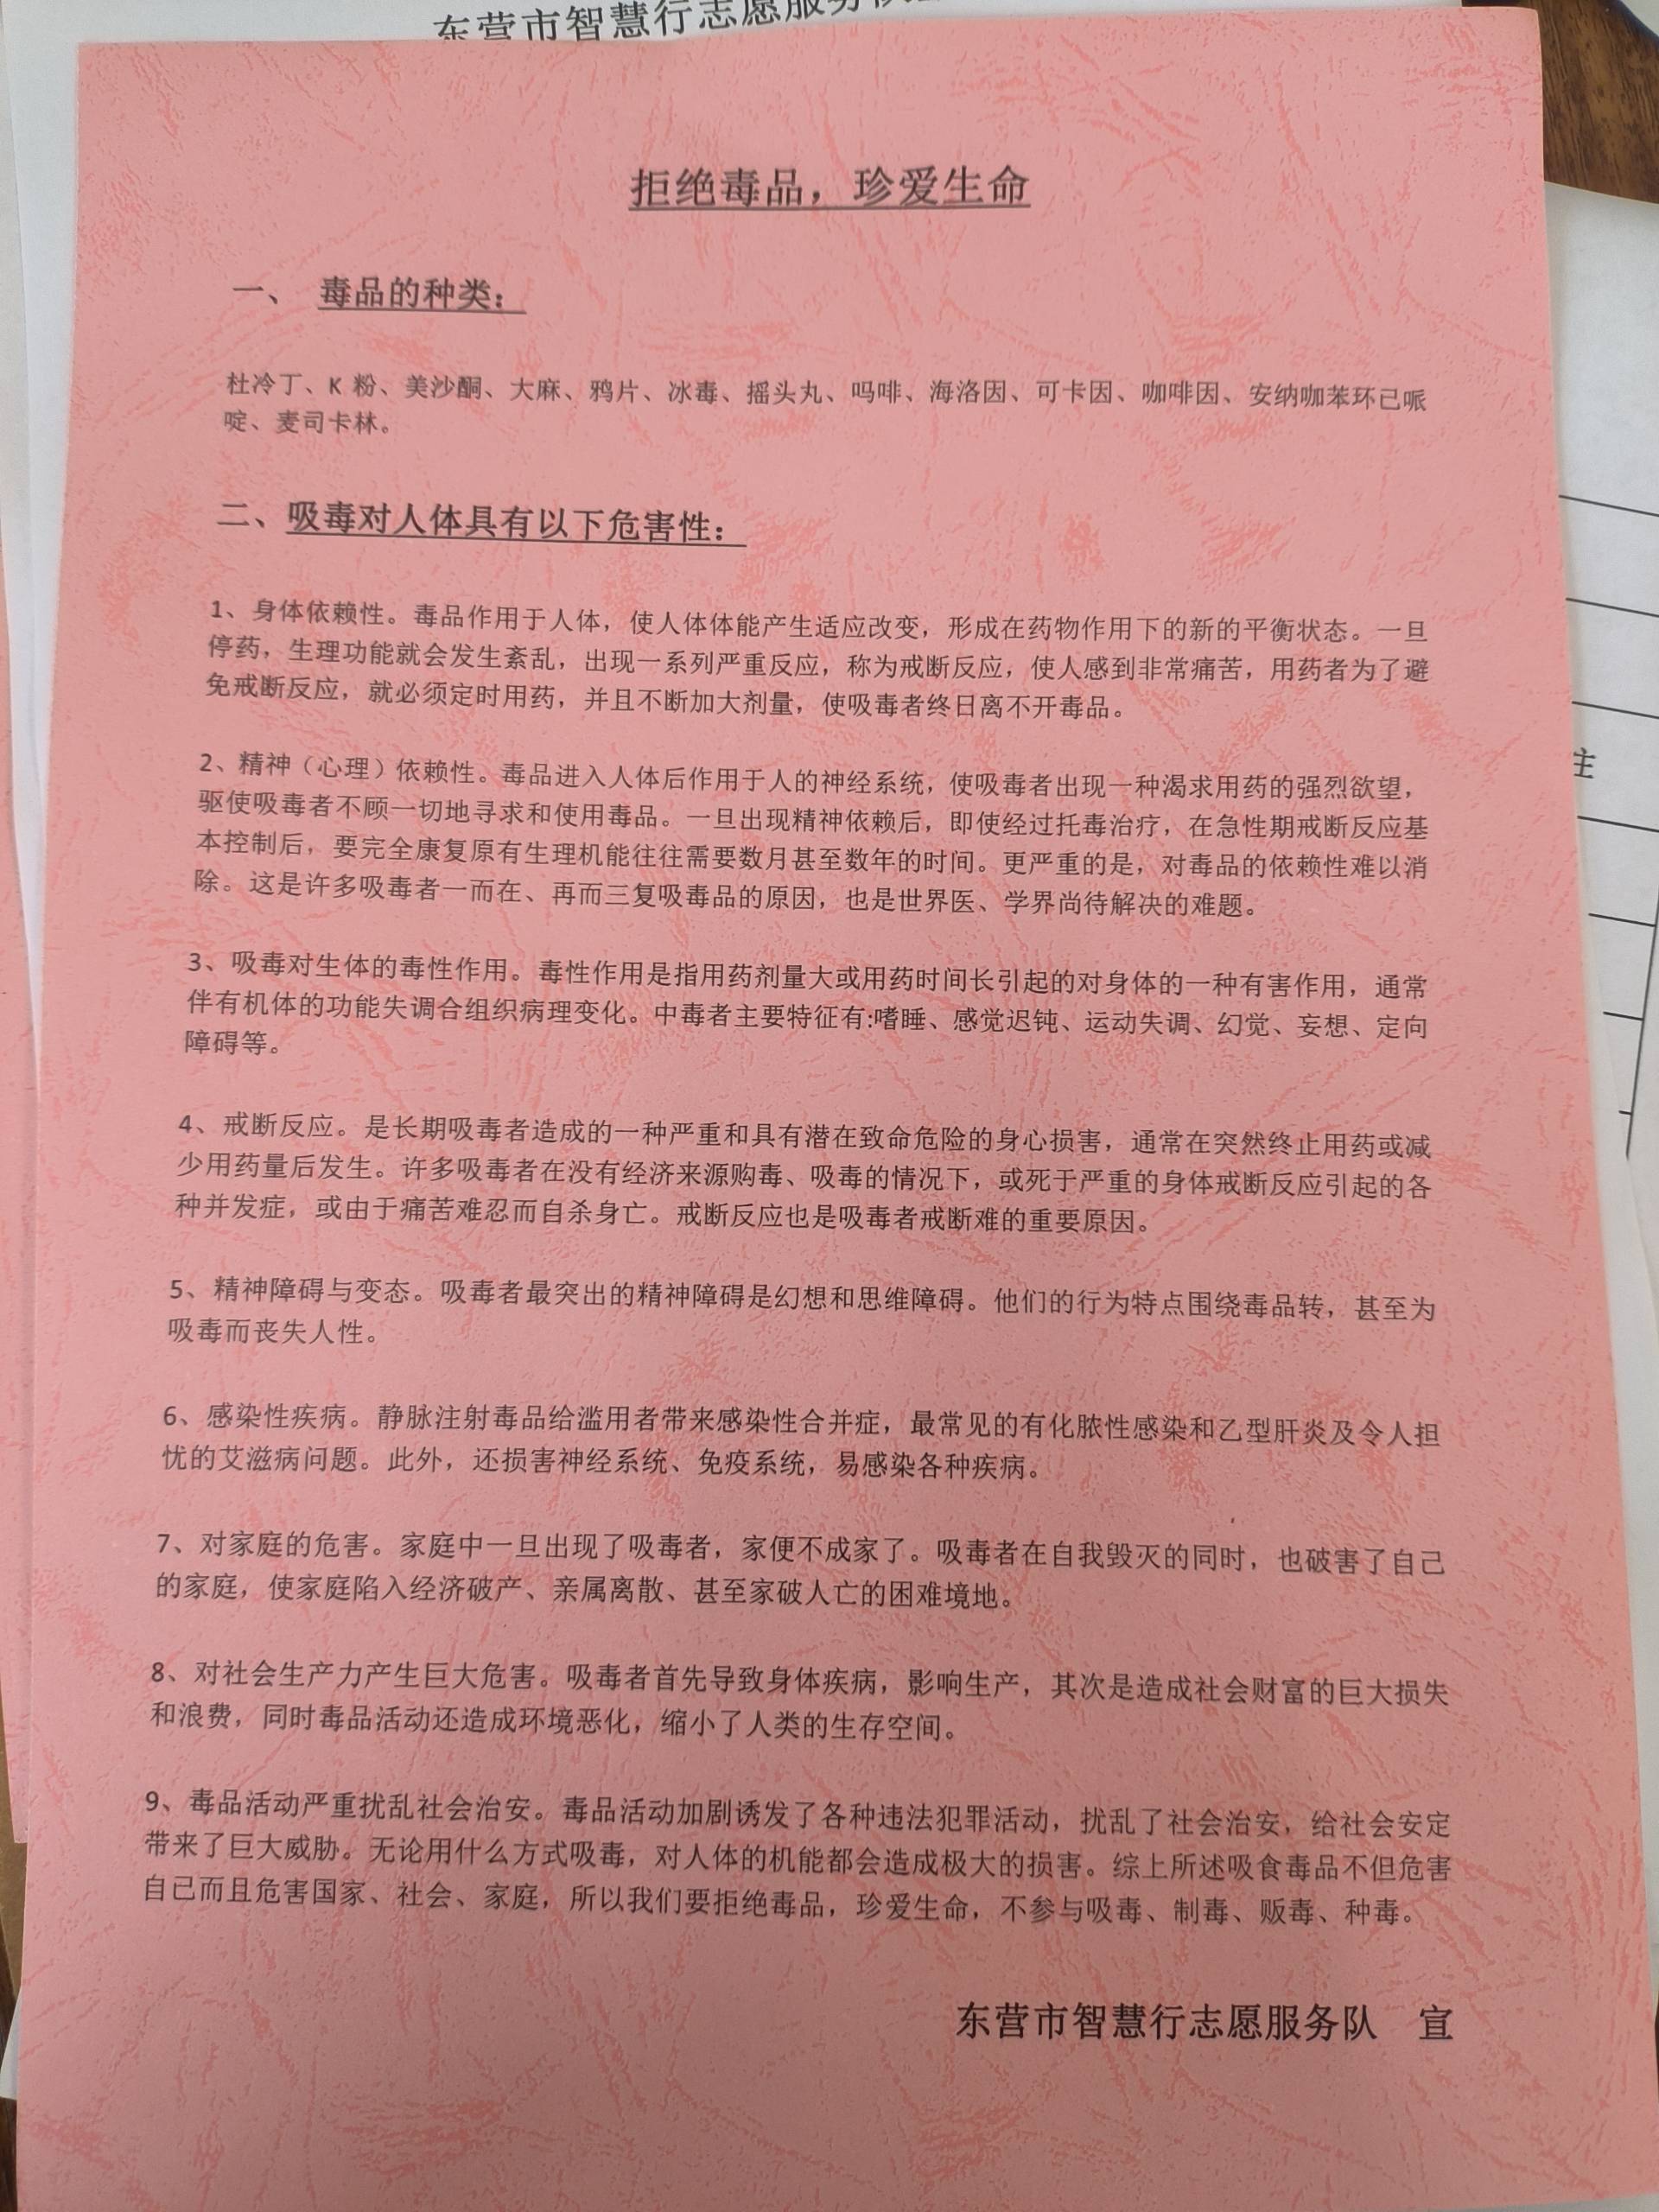 东营市智慧行志愿服务队
拒绝毒品，珍爱生命
一、 毒品的种类：
杜冷丁、K 粉、美沙酮、大麻、鸦片、冰毒、摇头丸、吗啡、海洛因、可卡因、咖啡因、安纳咖苯环己哌
啶、麦司卡林。
二、吸毒对人体具有以下危害性：
1、身体依赖性。毒品作用于人体，使人体体能产生适应改变，形成在药物作用下的新的平衡状态。一旦
停药，生理功能就会发生紊乱，出现一系列严重反应，称为戒断反应，使人感到非常痛苦，用药者为了避
免戒断反应，就必须定时用药，并且不断加大剂量，使吸毒者终日离不开毒品。
2、精神（心理）依赖性。毒品进入人体后作用于人的神经系统，使吸毒者出现一种渴求用药的强烈欲望，
驱使吸毒者不顾一切地寻求和使用毒品。一旦出现精神依赖后，即使经过托毒治疗，在急性期戒断反应基
本控制后，要完全康复原有生理机能往往需要数月甚至数年的时间。更严重的是，对毒品的依赖性难以消
除。这是许多吸毒者一而在、再而三复吸毒品的原因，也是世界医、学界尚待解决的难题。
3、吸毒对生体的毒性作用。毒性作用是指用药剂量大或用药时间长引起的对身体的一种有害作用，通常
伴有机体的功能失调合组织病理变化。中毒者主要特征有:嗜睡、感觉迟钝、运动失调、幻觉、妄想、定向
障碍等。
4、戒断反应。是长期吸毒者造成的一种严重和具有潜在致命危险的身心损害，通常在突然终止用药或减
少用药量后发生。许多吸毒者在没有经济来源购毒、吸毒的情况下，或死于严重的身体戒断反应引起的各
种并发症，或由于痛苦难忍而自杀身亡。戒断反应也是吸毒者戒断难的重要原因。
5、精神障碍与变态。吸毒者最突出的精神障碍是幻想和思维障碍。他们的行为特点围绕毒品转，甚至为
吸毒而丧失人性。
6、感染性疾病。静脉注射毒品给滥用者带来感染性合并症，最常见的有化脓性感染和乙型肝炎及令人担
忧的艾滋病问题。此外，还损害神经系统、免疫系统，易感染各种疾病。
7、对家庭的危害。家庭中一旦出现了吸毒者，家便不成家了。吸毒者在自我毁灭的同时，也破害了自己
的家庭，使家庭陷入经济破产、亲属离散、甚至家破人亡的困难境地。
8、对社会生产力产生巨大危害。吸毒者首先导致身体疾病，影响生产，其次是造成社会财富的巨大损失
和浪费，同时毒品活动还造成环境恶化，缩小了人类的生存空间。
9、毒品活动严重扰乱社会治安。毒品活动加剧诱发了各种违法犯罪活动，扰乱了社会治安，给社会安定
带来了巨大威胁。无论用什么方式吸毒，对人体的机能都会造成极大的损害。综上所述吸食毒品不但危害
自已而且危害国家、社会、家庭，所以我们要拒绝毒品，珍爱生命，不参与吸毒、制毒、贩毒、种毒。
东营市智慧行志愿服务队 宣